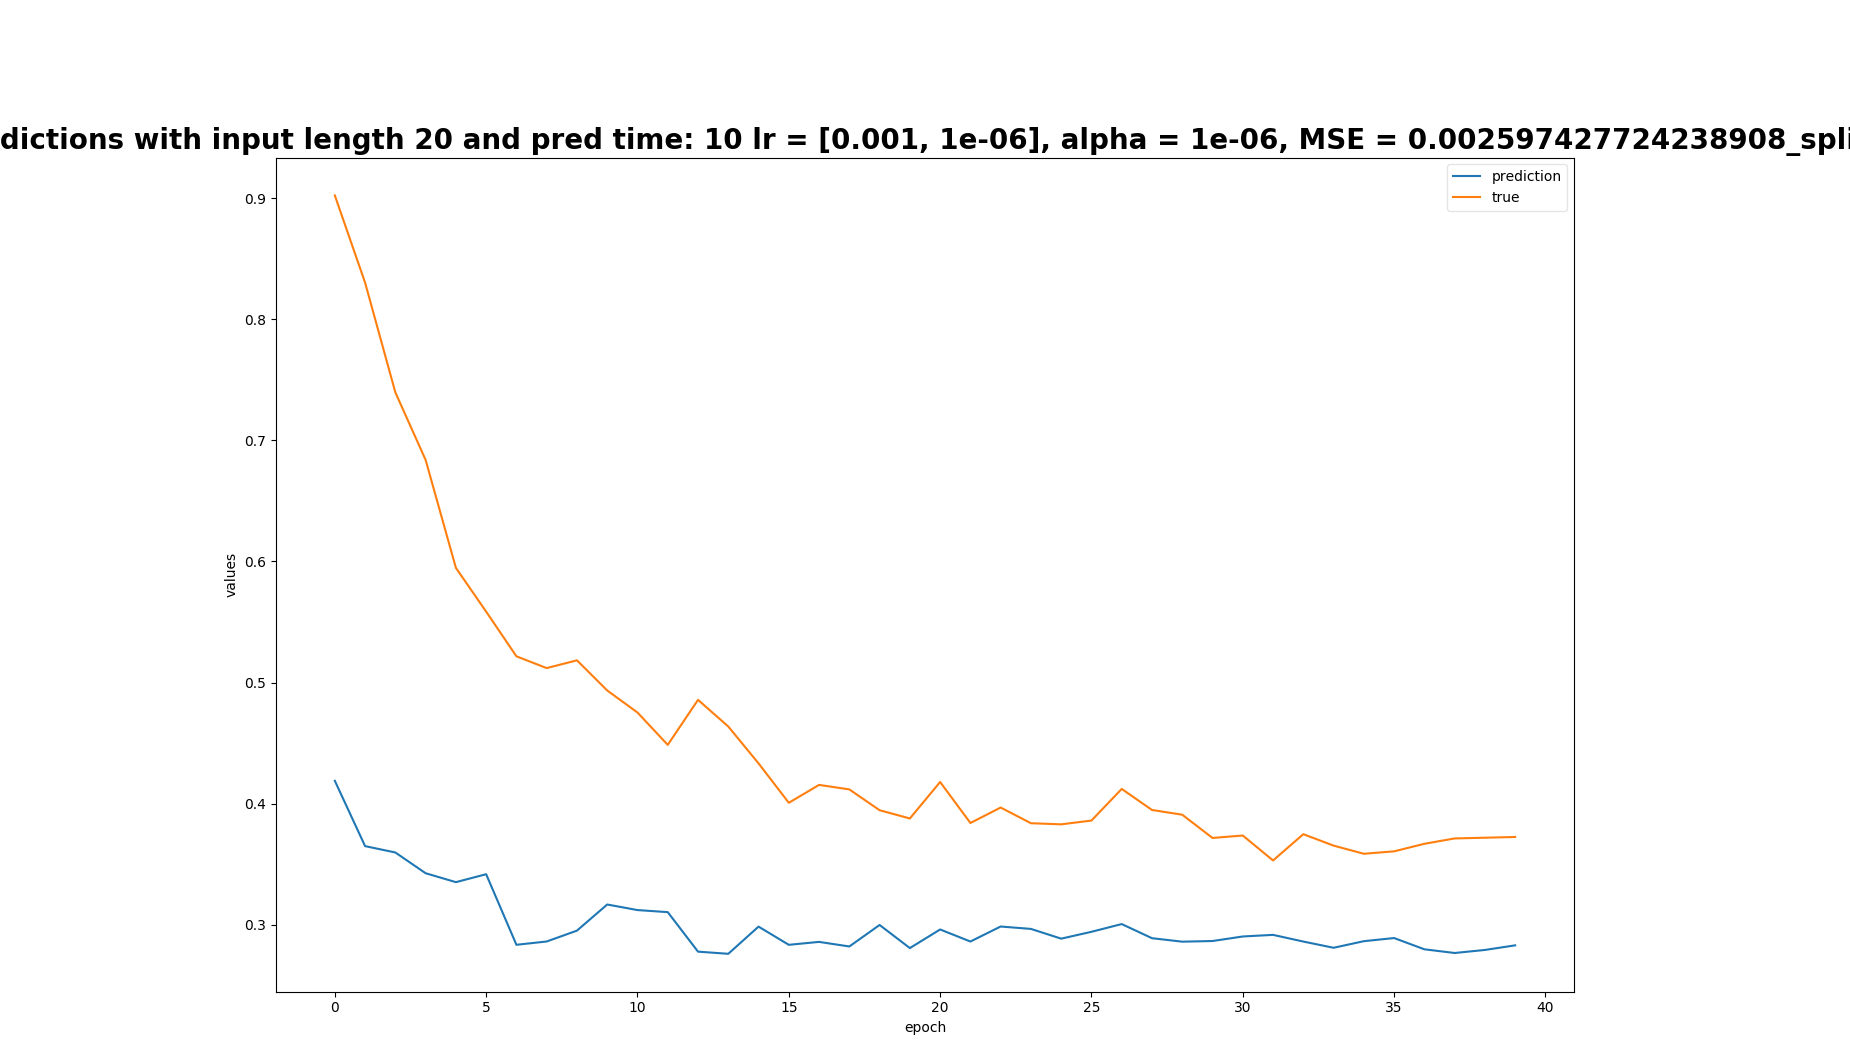 dictions with input length 20 and pred time: 10 lr = [0.001, 1e-06], alpha = 1e-06, MSE = 0.002597427724238908_spli
prediction
true
0.9
0.8
0.7
0.6
0.5
0.4
0.3
values
0 5 10 15 20 25 30 35 40
epoch